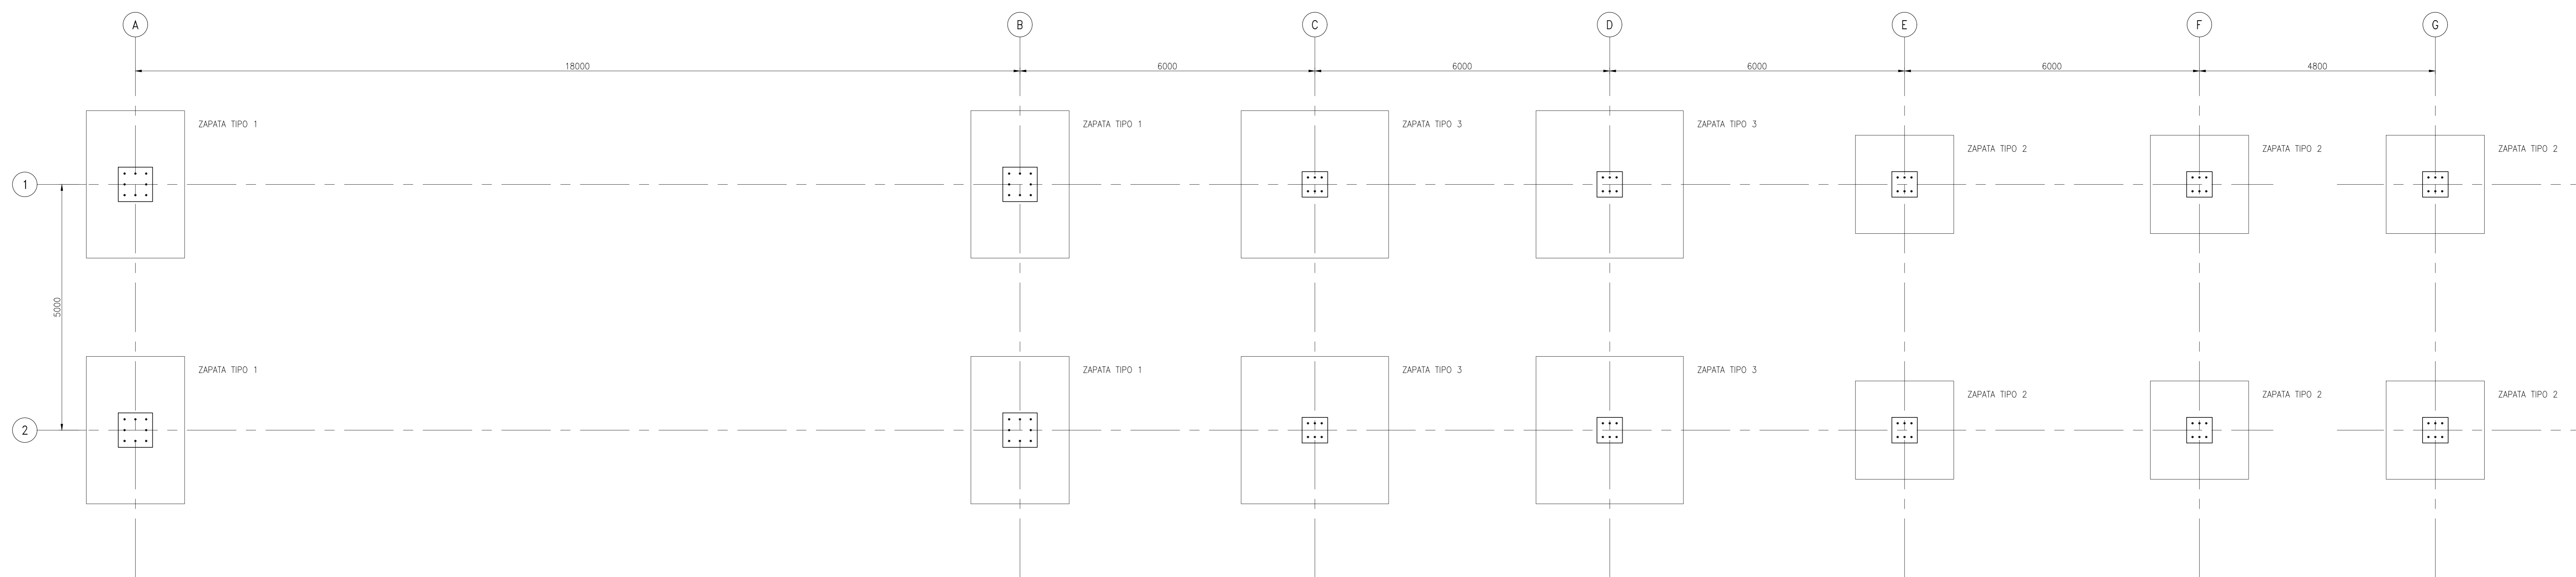 A B C D E F G
18000 6000 6000 6000 6000 4800
ZAPATA TIPO 1 ZAPATA TIPO 1 ZAPATA TIPO 3 ZAPATA TIPO 3
ZAPATA TIPO 2 ZAPATA TIPO 2 ZAPATA TIPO 2
1
5000
ZAPATA TIPO 1 ZAPATA TIPO 1 ZAPATA TIPO 3 ZAPATA TIPO 3
ZAPATA TIPO 2 ZAPATA TIPO 2 ZAPATA TIPO 2
2